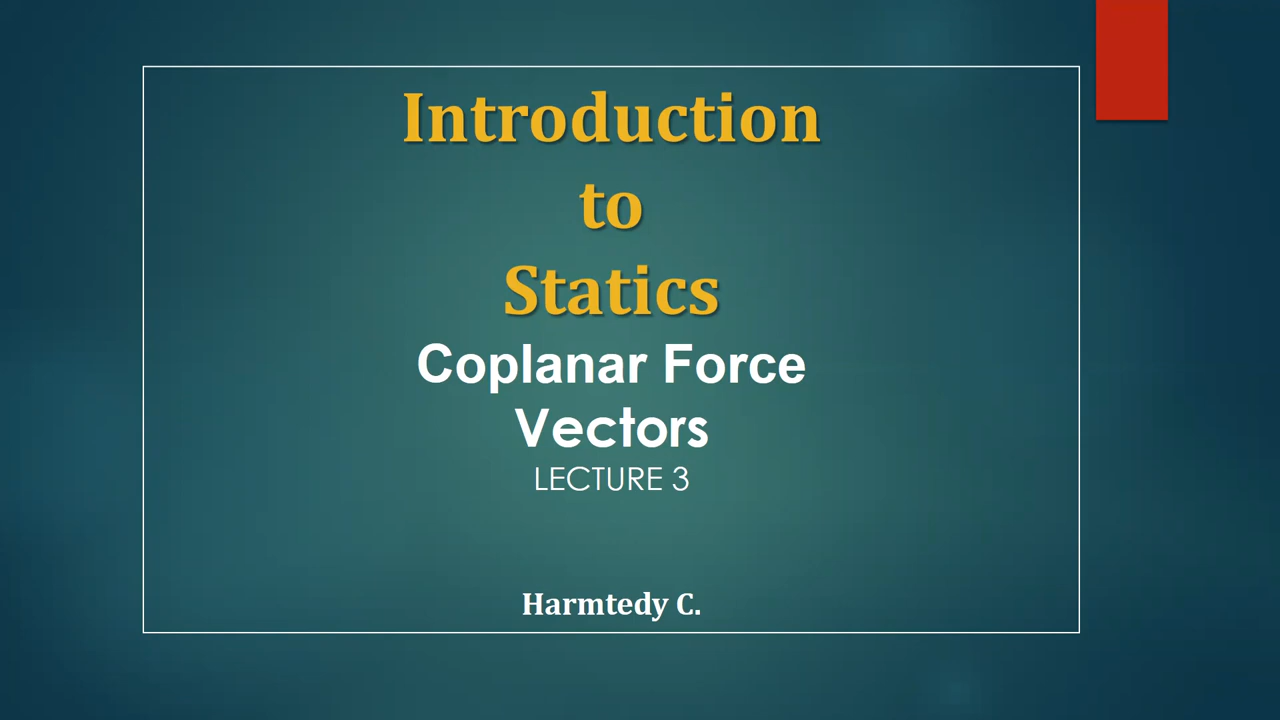 Introduction
to
Statics
Coplanar Force
Vectors
LECTURE 3
Harmtedy C.